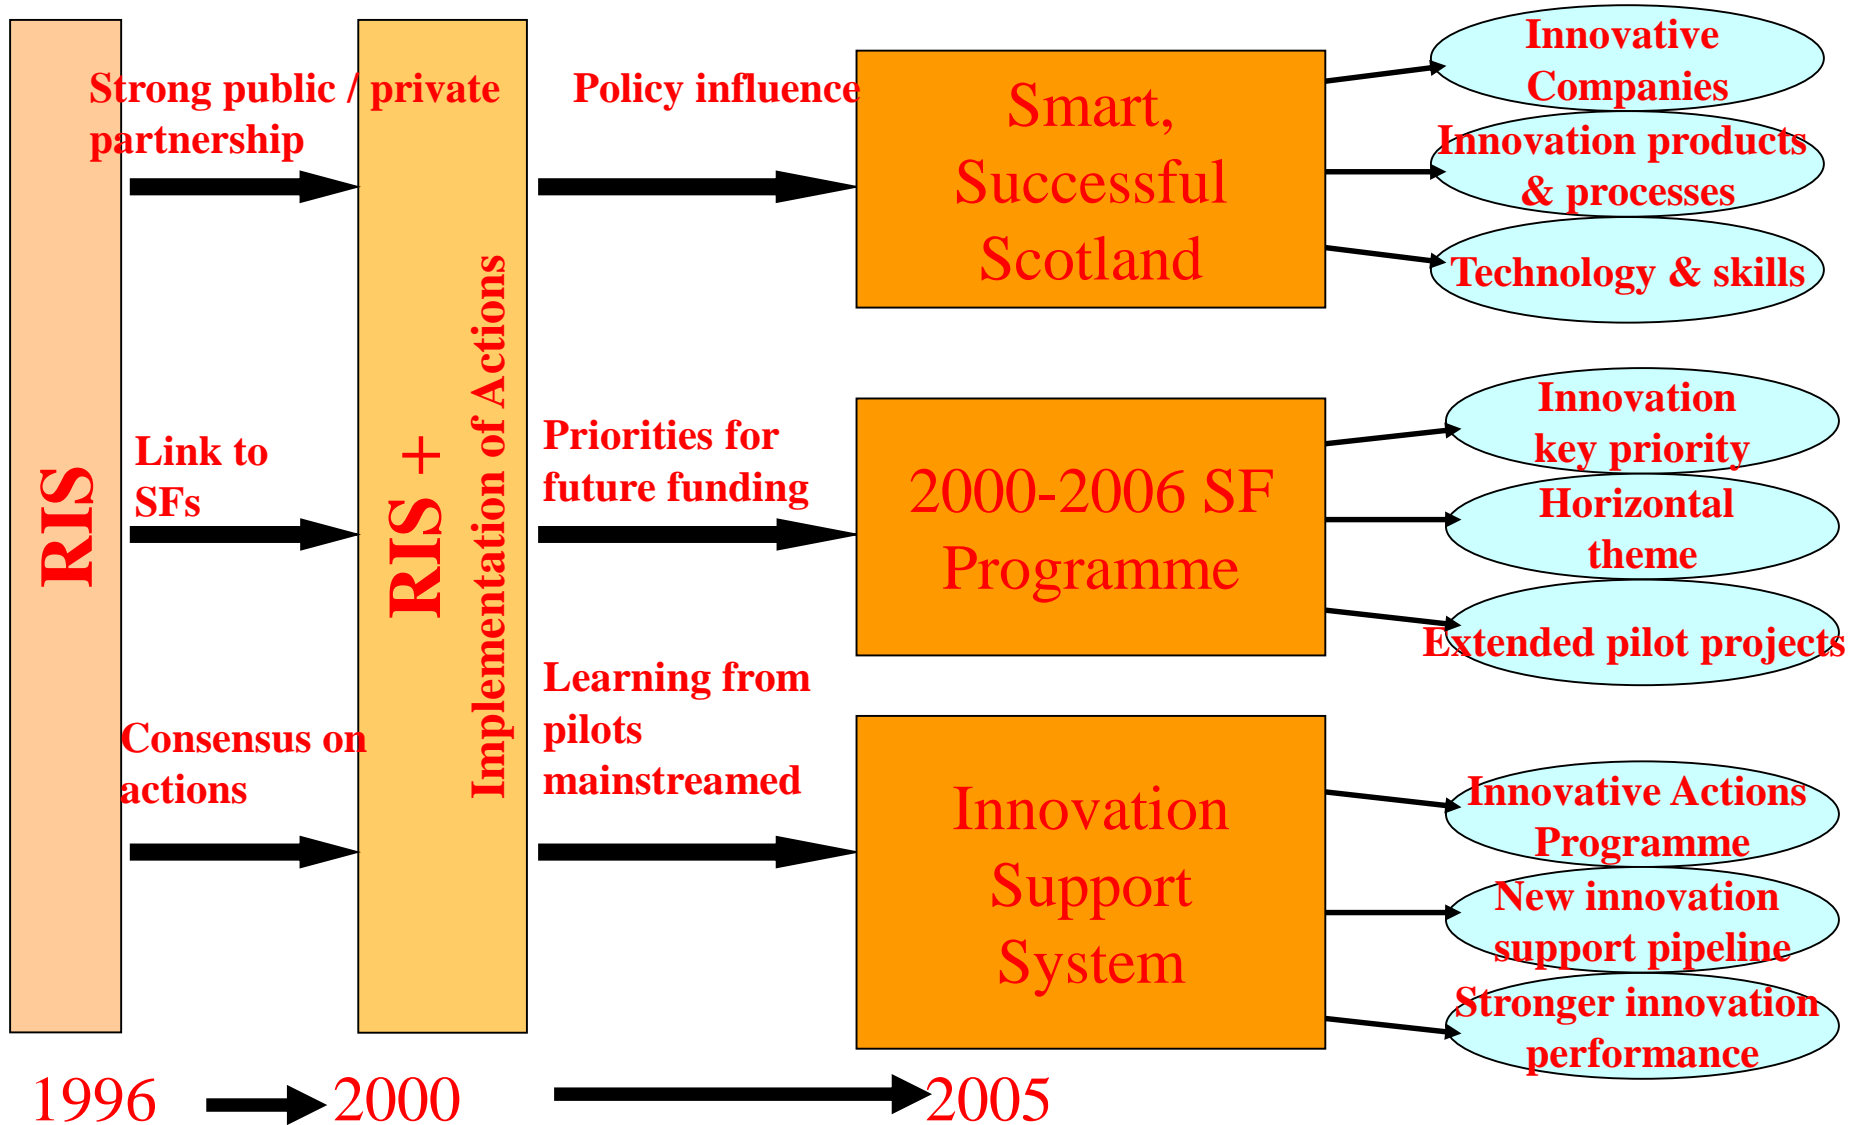 RIS
Strong public / private
partnership
Link to
SFs
Consensus on
actions
RIS +
Implementation of Actions
Policy influence
Priorities for
future funding
Learning from
pilots
mainstreamed
Smart,
Successful
Scotland
Innovative
Companies
Innovation products
& processes
Technology & skills
2000-2006 SF
Programme
Innovation
key priority
Horizontal
theme
Extended pilot projects
Innovation
Support
System
Innovative Actions
Programme
New innovation
support pipeline
Stronger innovation
performance
1996
2000
2005